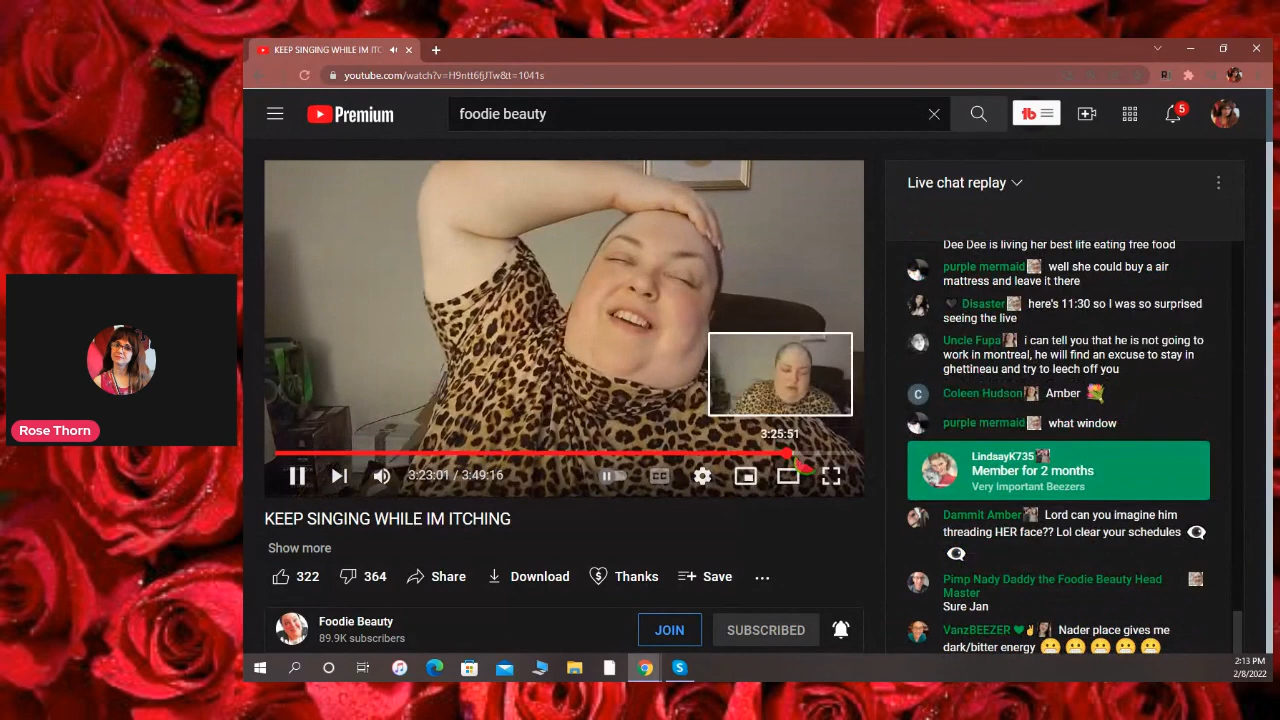 KEEP SINGING WHILE IM ITC
youtube.com/watch?v=H9ntt6fjJTw&t=1041s
Premium
foodie beauty
tb
5
Live chat replay
Dee Dee is living her best life eating free food
purple mermaid well she could buy a air
mattress and leave it there
Disaster here's 11:30 so I was so surprised
seeing the live
Uncle Fupa i can tell you that he is not going to
work in montreal, he will find an excuse to stay in
ghettineau and try to leech off you
C Coleen Hudson Amber
purple mermaid what window
LindsayK735
Member for 2 months
Very Important Beezers
Dammit Amber Lord can you imagine him
threading HER face?? Lol clear your schedules
Pimp Nady Daddy the Foodie Beauty Head
Master
Sure Jan
VanzBEEZER Nader place gives me
dark/bitter energy
3:25:51
3:23:01 / 3:49:16
CC
KEEP SINGING WHILE IM ITCHING
Show more
322 364 Share Download Thanks Save
Foodie Beauty
89.9K subscribers
JOIN SUBSCRIBED
Rose Thorn
2:13 PM
2/8/2022